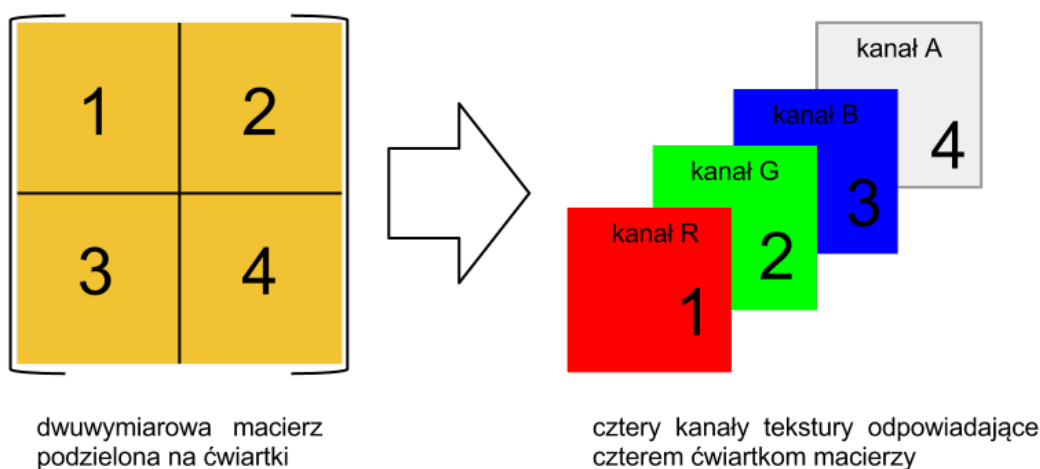 1 2
3 4
kanał A
4
kanał B
3
kanał G
2
kanał R
1
dwuwymiarowa macierz
podzielona na ćwiartki
cztery kanały tekstury odpowiadające
czterem ćwiartkom macierzy